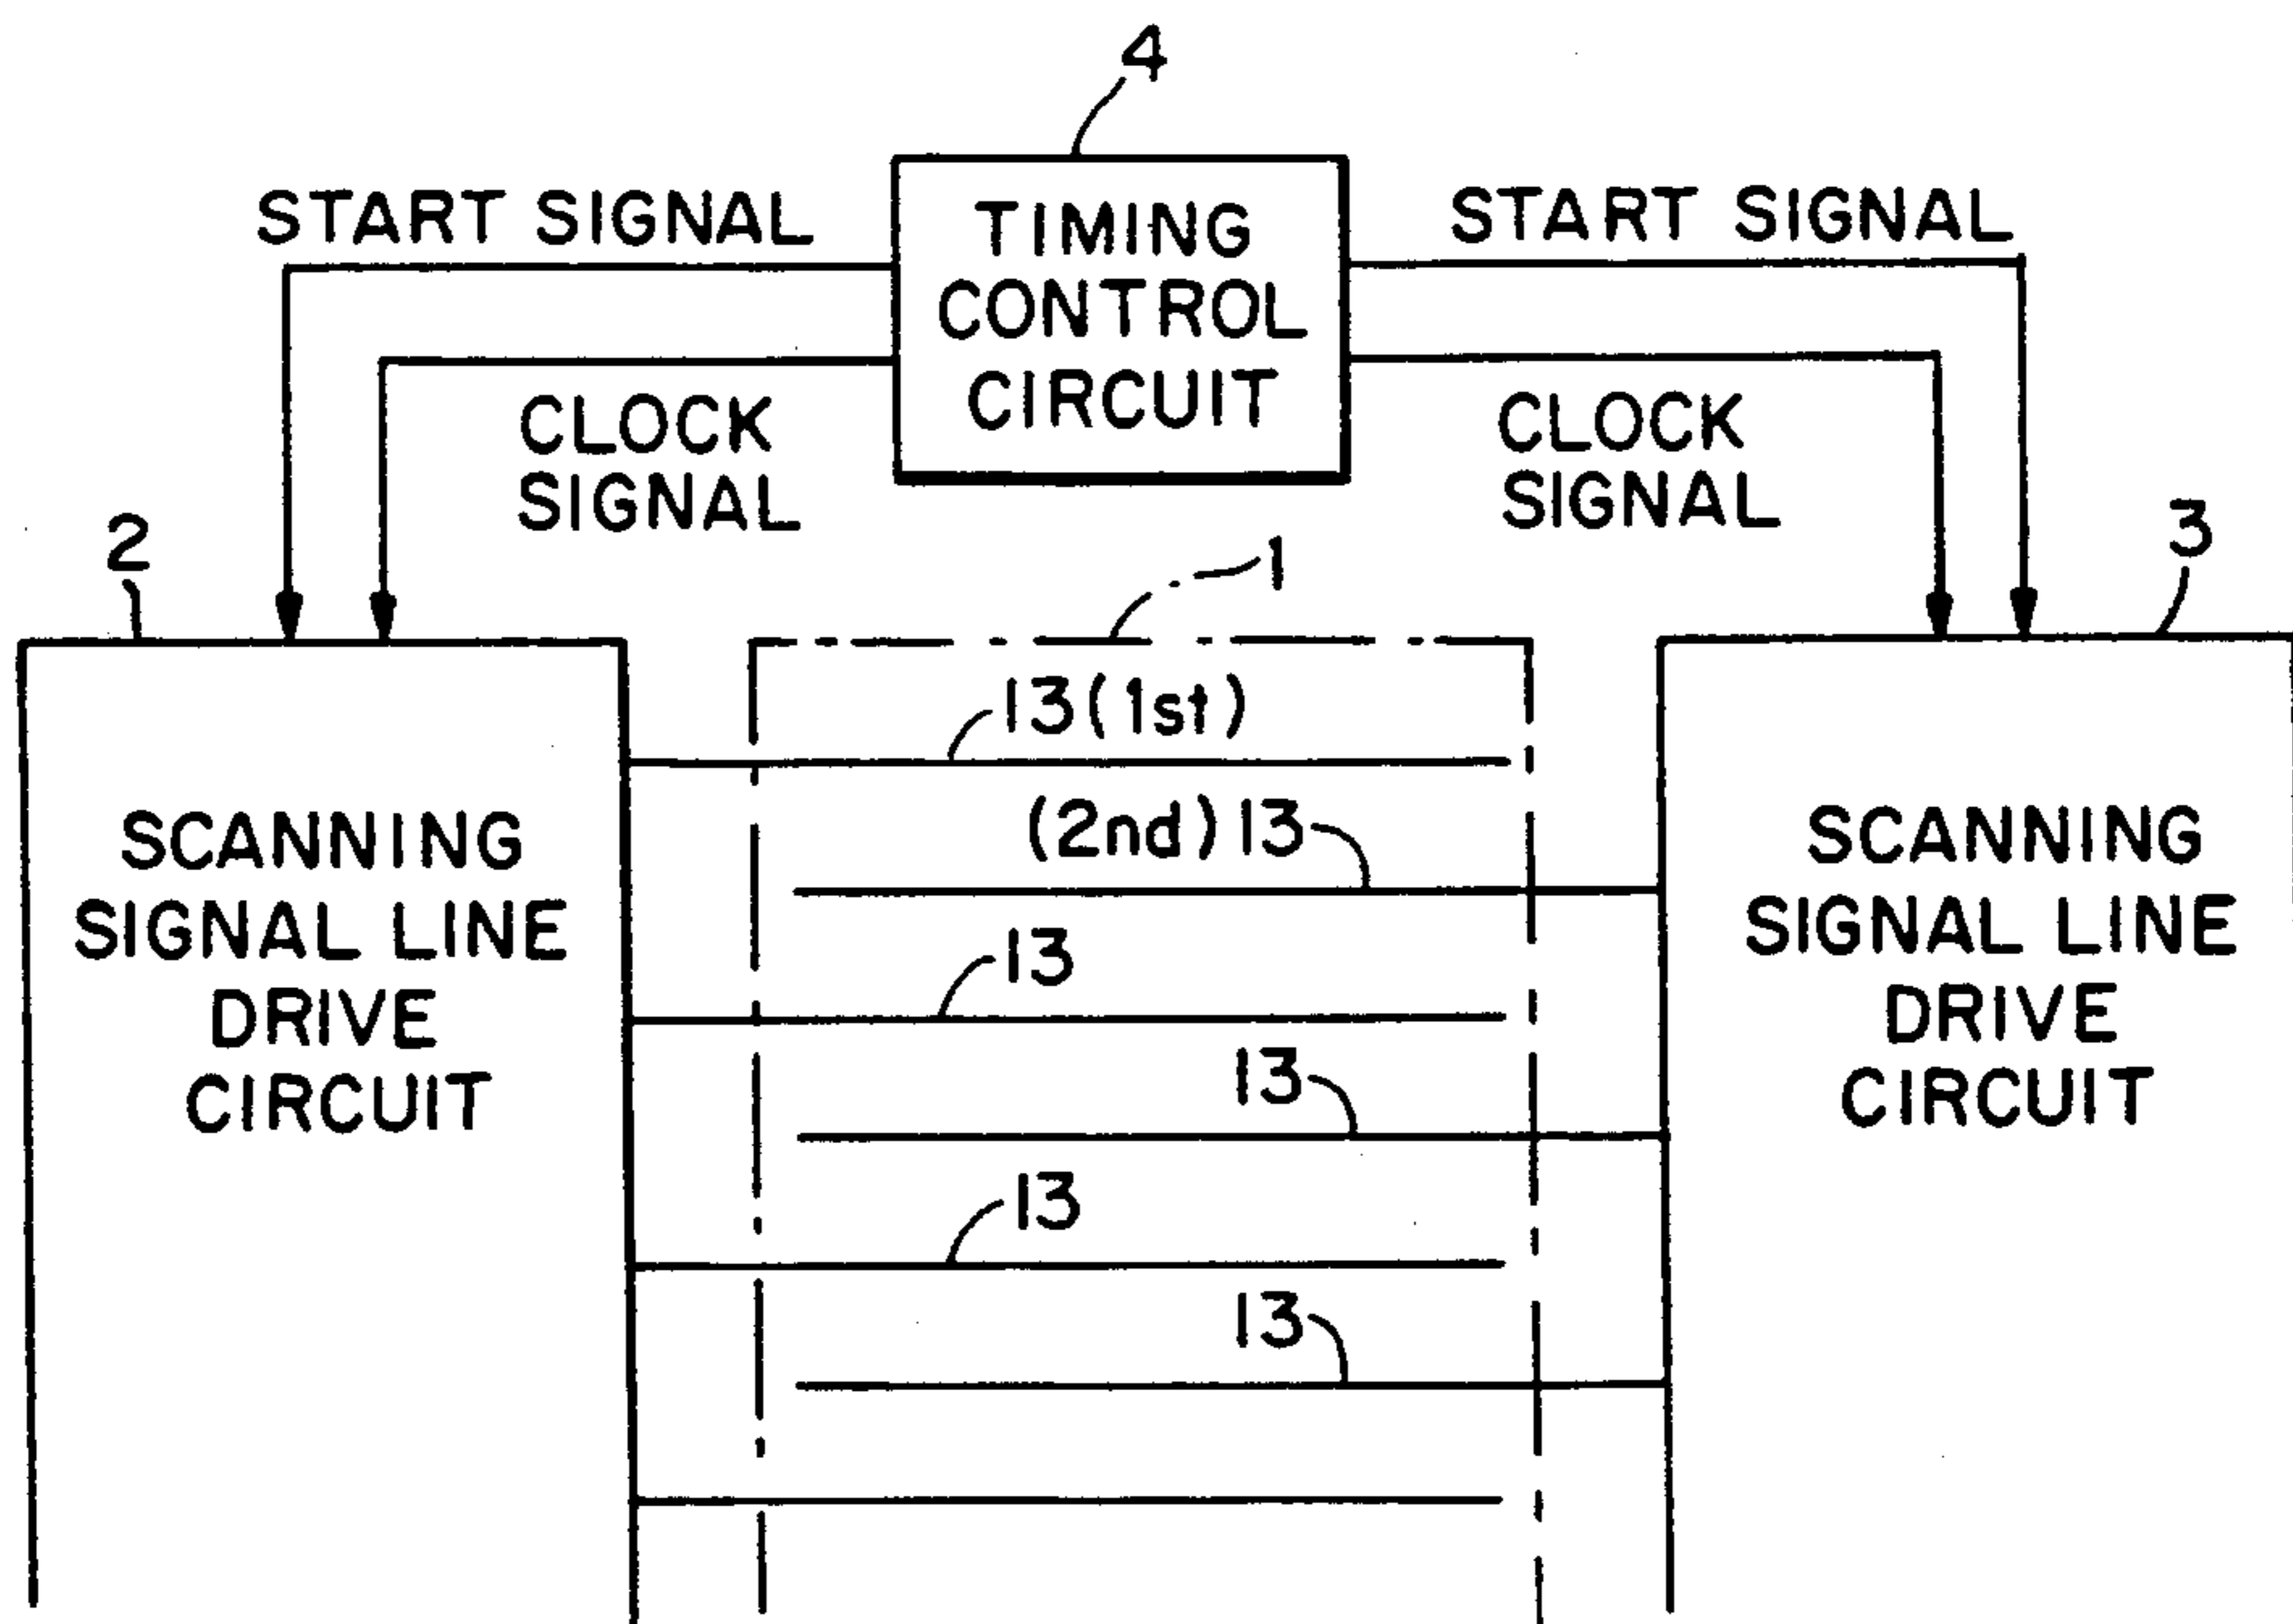 4
START SIGNAL
TIMING
CONTROL
CIRCUIT
START SIGNAL
CLOCK
SIGNAL
CLOCK
SIGNAL
2
1
3
13(1st)
(2nd)13
SCANNING
SIGNAL LINE
DRIVE
CIRCUIT
SCANNING
SIGNAL LINE
DRIVE
CIRCUIT
13
13
13
13